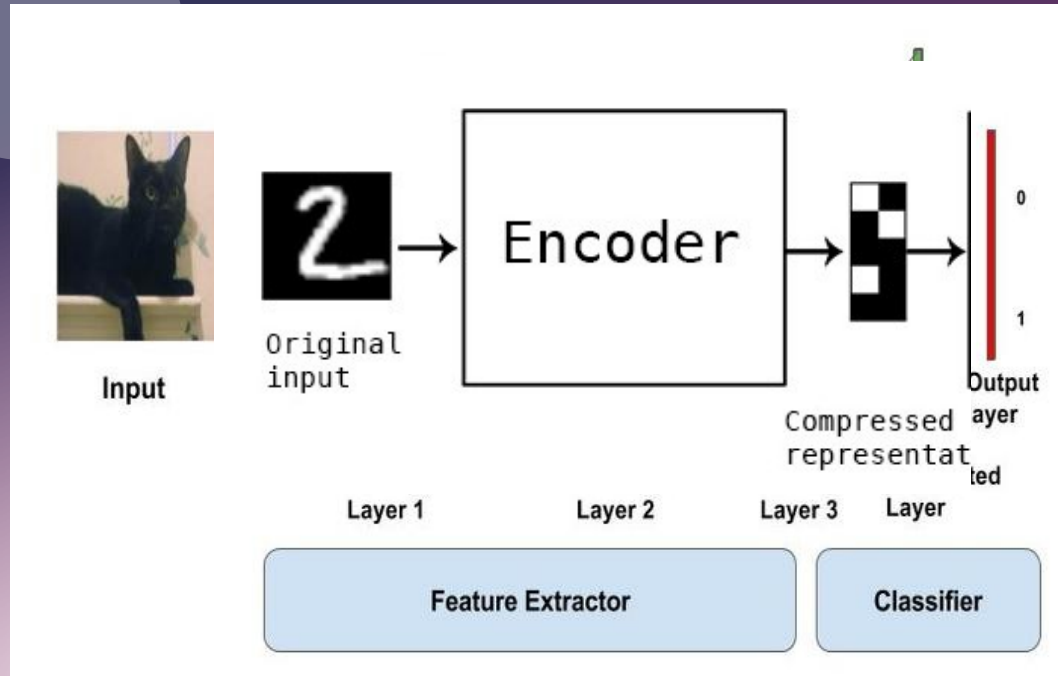 Encoder
0
1
Original
input
Input
Output
ayer
Compressed
representat
ted
Layer 1
Layer 2
Layer 3
Layer
Feature Extractor
Classifier